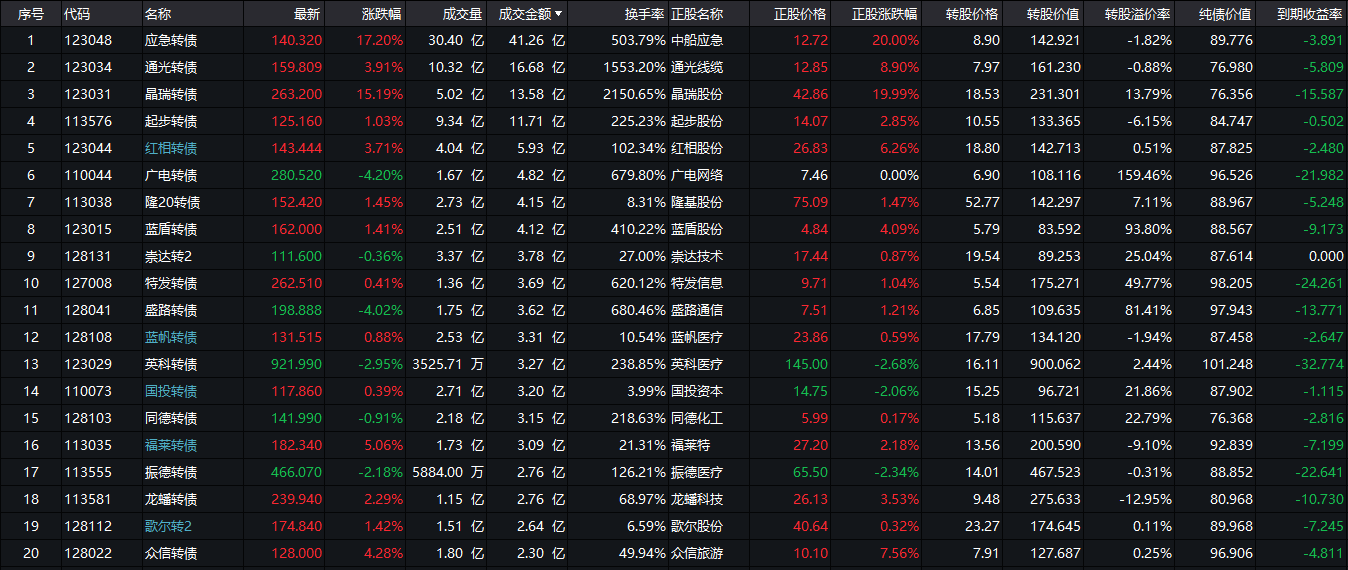 序号 代码 名称 最新 涨跌幅 成交量 成交金额▼ 换手率 正股名称 正股价格 正股涨跌幅 转股价格 转股价值 转股溢价率 纯债价值 到期收益率
1 123048 应急转债 140.320 17.20% 30.40 亿 41.26 亿 503.79% 中船应急 12.72 20.00% 8.90 142.921 -1.82% 89.776 -3.891
2 123034 通光转债 159.809 3.91% 10.32 亿 16.68 亿 1553.20% 通光线缆 12.85 8.90% 7.97 161.230 -0.88% 76.980 -5.809
3 123031 晶瑞转债 263.200 15.19% 5.02 亿 13.58 亿 2150.65% 晶瑞股份 42.86 19.99% 18.53 231.301 13.79% 76.356 -15.587
4 113576 起步转债 125.160 1.03% 9.34 亿 11.71 亿 225.23% 起步股份 14.07 2.85% 10.55 133.365 -6.15% 84.747 -0.502
5 123044 红相转债 143.444 3.71% 4.04 亿 5.93 亿 102.34% 红相股份 26.83 6.26% 18.80 142.713 0.51% 87.825 -2.480
6 110044 广电转债 280.520 -4.20% 1.67 亿 4.82 亿 679.80% 广电网络 7.46 0.00% 6.90 108.116 159.46% 96.526 -21.982
7 113038 隆20转债 152.420 1.45% 2.73 亿 4.15 亿 8.31% 隆基股份 75.09 1.47% 52.77 142.297 7.11% 88.967 -5.248
8 123015 蓝盾转债 162.000 1.41% 2.51 亿 4.12 亿 410.22% 蓝盾股份 4.84 4.09% 5.79 83.592 93.80% 88.567 -9.173
9 128131 崇达转2 111.600 -0.36% 3.37 亿 3.78 亿 27.00% 崇达技术 17.44 0.87% 19.54 89.253 25.04% 87.614 0.000
10 127008 特发转债 262.510 0.41% 1.36 亿 3.69 亿 620.12% 特发信息 9.71 1.04% 5.54 175.271 49.77% 98.205 -24.261
11 128041 盛路转债 198.888 -4.02% 1.75 亿 3.62 亿 680.46% 盛路通信 7.51 1.21% 6.85 109.635 81.41% 97.943 -13.771
12 128108 蓝帆转债 131.515 0.88% 2.53 亿 3.31 亿 10.54% 蓝帆医疗 23.86 0.59% 17.79 134.120 -1.94% 87.458 -2.647
13 123029 英科转债 921.990 -2.95% 3525.71 万 3.27 亿 238.85% 英科医疗 145.00 -2.68% 16.11 900.062 2.44% 101.248 -32.774
14 110073 国投转债 117.860 0.39% 2.71 亿 3.20 亿 3.99% 国投资本 14.75 -2.06% 15.25 96.721 21.86% 87.902 -1.115
15 128103 同德转债 141.990 -0.91% 2.18 亿 3.15 亿 218.63% 同德化工 5.99 0.17% 5.18 115.637 22.79% 76.368 -2.816
16 113035 福莱转债 182.340 5.06% 1.73 亿 3.09 亿 21.31% 福莱特 27.20 2.18% 13.56 200.590 -9.10% 92.839 -7.199
17 113555 振德转债 466.070 -2.18% 5884.00 万 2.76 亿 126.21% 振德医疗 65.50 -2.34% 14.01 467.523 -0.31% 88.852 -22.641
18 113581 龙蟠转债 239.940 2.29% 1.15 亿 2.76 亿 68.97% 龙蟠科技 26.13 3.53% 9.48 275.633 -12.95% 80.968 -10.730
19 128112 歌尔转2 174.840 1.42% 1.51 亿 2.64 亿 6.59% 歌尔股份 40.64 0.32% 23.27 174.645 0.11% 89.968 -7.245
20 128022 众信转债 128.000 4.28% 1.80 亿 2.30 亿 49.94% 众信旅游 10.10 7.56% 7.91 127.687 0.25% 96.906 -4.811